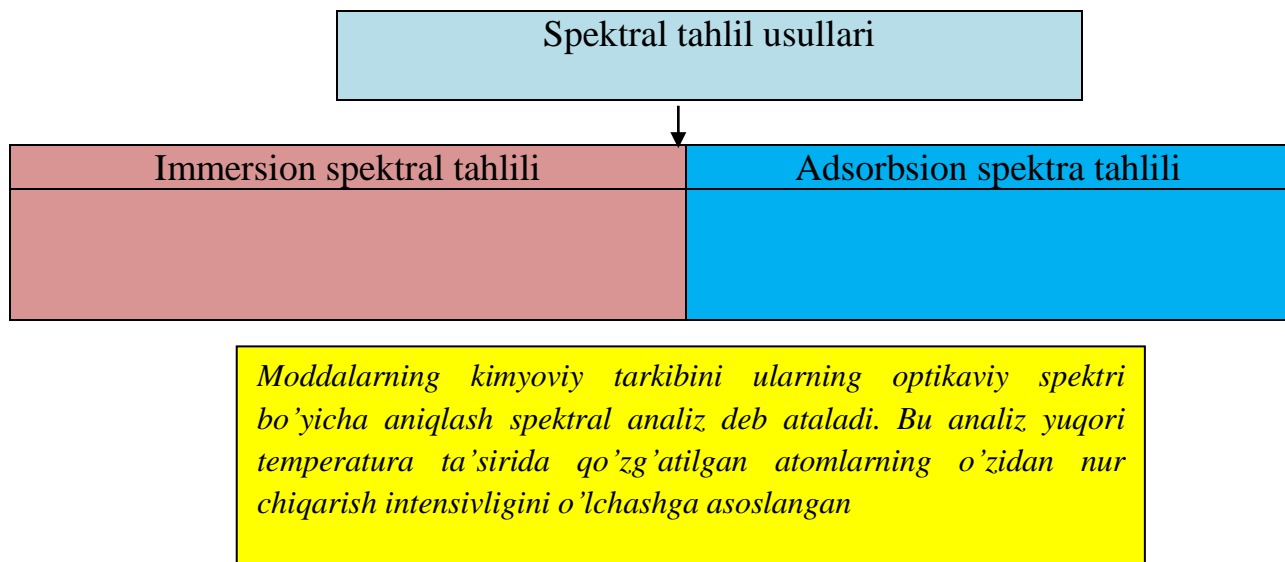 Spektral tahlil usullari
Immersion spektral tahlili
Adsorbsion spektra tahlili
Moddalarning kimyoviy tarkibini ularning optikaviy spektri
bo’yicha aniqlash spektral analiz deb ataladi. Bu analiz yuqori
temperatura ta’sirida qo’zg’atilgan atomlarning o’zidan nur
chiqarish intensivligini o’lchashga asoslangan